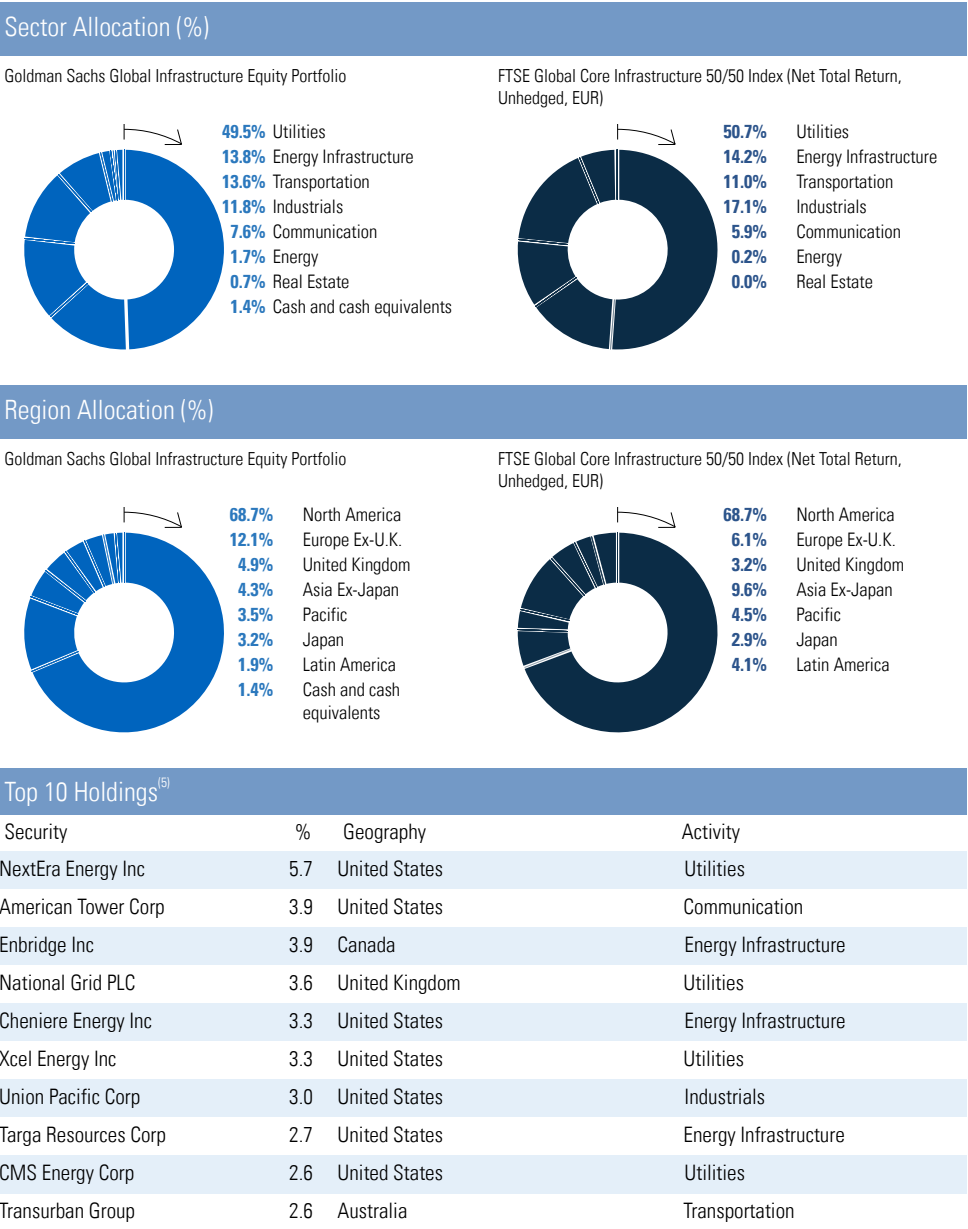 Sector Allocation (%)
Goldman Sachs Global Infrastructure Equity Portfolio
49.5% Utilities
13.8% Energy Infrastructure
13.6% Transportation
11.8% Industrials
7.6% Communication
1.7% Energy
0.7% Real Estate
1.4% Cash and cash equivalents
FTSE Global Core Infrastructure 50/50 Index (Net Total Return,
Unhedged, EUR)
50.7% Utilities
14.2% Energy Infrastructure
11.0% Transportation
17.1% Industrials
5.9% Communication
0.2% Energy
0.0% Real Estate
Region Allocation (%)
Goldman Sachs Global Infrastructure Equity Portfolio
68.7% North America
12.1% Europe Ex-U.K.
4.9% United Kingdom
4.3% Asia Ex-Japan
3.5% Pacific
3.2% Japan
1.9% Latin America
1.4% Cash and cash
equivalents
FTSE Global Core Infrastructure 50/50 Index (Net Total Return,
Unhedged, EUR)
68.7% North America
6.1% Europe Ex-U.K.
3.2% United Kingdom
9.6% Asia Ex-Japan
4.5% Pacific
2.9% Japan
4.1% Latin America
Top 10 Holdings(5)
Security % Geography Activity
NextEra Energy Inc 5.7 United States Utilities
American Tower Corp 3.9 United States Communication
Enbridge Inc 3.9 Canada Energy Infrastructure
National Grid PLC 3.6 United Kingdom Utilities
Cheniere Energy Inc 3.3 United States Energy Infrastructure
Xcel Energy Inc 3.3 United States Utilities
Union Pacific Corp 3.0 United States Industrials
Targa Resources Corp 2.7 United States Energy Infrastructure
CMS Energy Corp 2.6 United States Utilities
Transurban Group 2.6 Australia Transportation